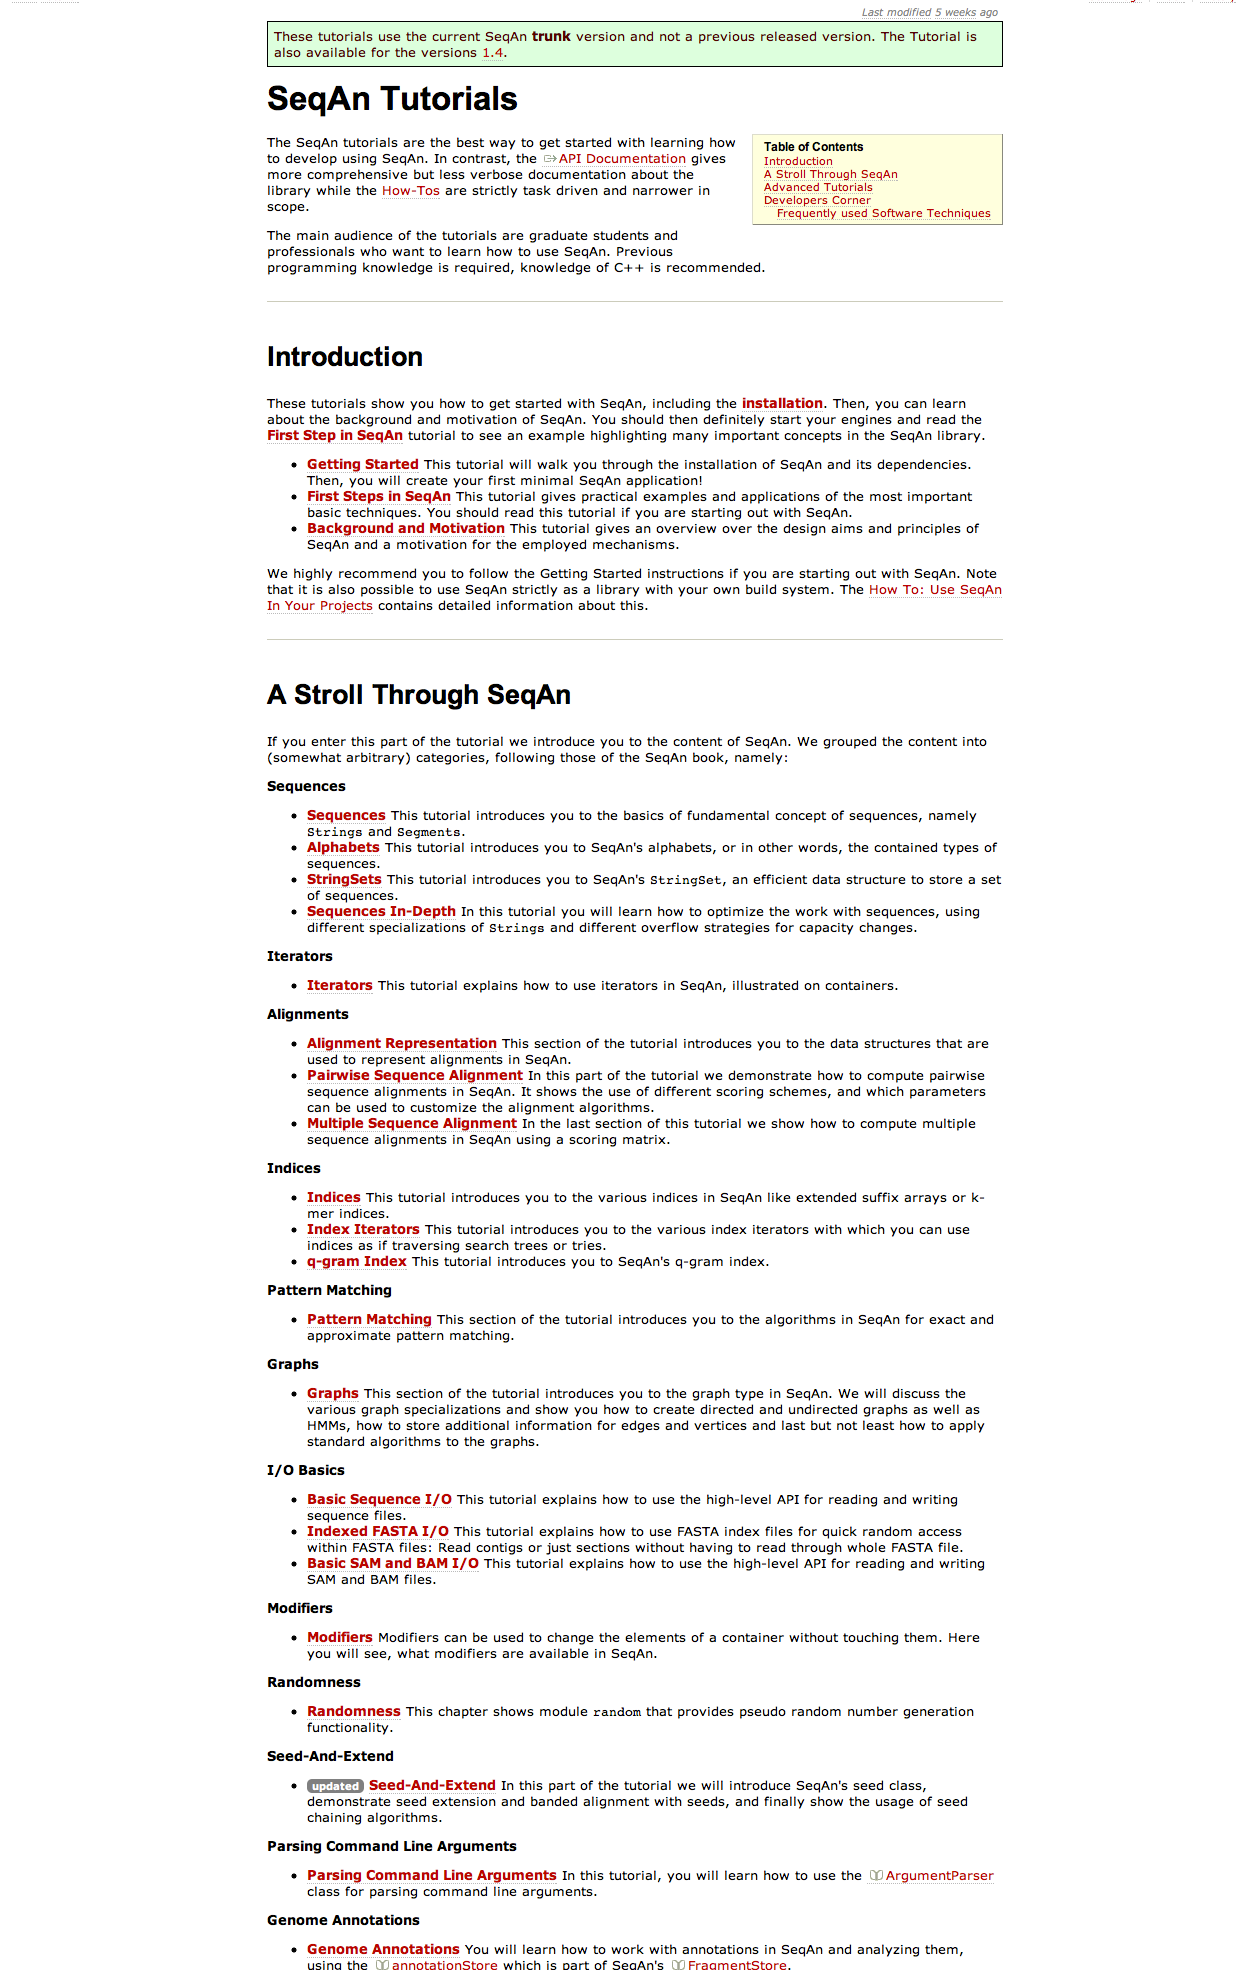 Last modified 5 weeks ago
These tutorials use the current SeqAn trunk version and not a previous released version. The Tutorial is
also available for the versions 1.4.
SeqAn Tutorials
The SeqAn tutorials are the best way to get started with learning how
to develop using SeqAn. In contrast, the API Documentation gives
more comprehensive but less verbose documentation about the
library while the How-Tos are strictly task driven and narrower in
scope.
Table of Contents
Introduction
A Stroll Through SeqAn
Advanced Tutorials
Developers Corner
Frequently used Software Techniques
The main audience of the tutorials are graduate students and
professionals who want to learn how to use SeqAn. Previous
programming knowledge is required, knowledge of C++ is recommended.
Introduction
These tutorials show you how to get started with SeqAn, including the installation. Then, you can learn
about the background and motivation of SeqAn. You should then definitely start your engines and read the
First Step in SeqAn tutorial to see an example highlighting many important concepts in the SeqAn library.
• Getting Started This tutorial will walk you through the installation of SeqAn and its dependencies.
Then, you will create your first minimal SeqAn application!
• First Steps in SeqAn This tutorial gives practical examples and applications of the most important
basic techniques. You should read this tutorial if you are starting out with SeqAn.
• Background and Motivation This tutorial gives an overview over the design aims and principles of
SeqAn and a motivation for the employed mechanisms.
We highly recommend you to follow the Getting Started instructions if you are starting out with SeqAn. Note
that it is also possible to use SeqAn strictly as a library with your own build system. The How To: Use SeqAn
In Your Projects contains detailed information about this.
A Stroll Through SeqAn
If you enter this part of the tutorial we introduce you to the content of SeqAn. We grouped the content into
(somewhat arbitrary) categories, following those of the SeqAn book, namely:
Sequences
• Sequences This tutorial introduces you to the basics of fundamental concept of sequences, namely
Strings and Segments.
• Alphabets This tutorial introduces you to SeqAn's alphabets, or in other words, the contained types of
sequences.
• StringSets This tutorial introduces you to SeqAn's StringSet, an efficient data structure to store a set
of sequences.
• Sequences In-Depth In this tutorial you will learn how to optimize the work with sequences, using
different specializations of Strings and different overflow strategies for capacity changes.
Iterators
• Iterators This tutorial explains how to use iterators in SeqAn, illustrated on containers.
Alignments
• Alignment Representation This section of the tutorial introduces you to the data structures that are
used to represent alignments in SeqAn.
• Pairwise Sequence Alignment In this part of the tutorial we demonstrate how to compute pairwise
sequence alignments in SeqAn. It shows the use of different scoring schemes, and which parameters
can be used to customize the alignment algorithms.
• Multiple Sequence Alignment In the last section of this tutorial we show how to compute multiple
sequence alignments in SeqAn using a scoring matrix.
Indices
• Indices This tutorial introduces you to the various indices in SeqAn like extended suffix arrays or k-
mer indices.
• Index Iterators This tutorial introduces you to the various index iterators with which you can use
indices as if traversing search trees or tries.
• q-gram Index This tutorial introduces you to SeqAn's q-gram index.
Pattern Matching
• Pattern Matching This section of the tutorial introduces you to the algorithms in SeqAn for exact and
approximate pattern matching.
Graphs
• Graphs This section of the tutorial introduces you to the graph type in SeqAn. We will discuss the
various graph specializations and show you how to create directed and undirected graphs as well as
HMMs, how to store additional information for edges and vertices and last but not least how to apply
standard algorithms to the graphs.
I/O Basics
• Basic Sequence I/O This tutorial explains how to use the high-level API for reading and writing
sequence files.
• Indexed FASTA I/O This tutorial explains how to use FASTA index files for quick random access
within FASTA files: Read contigs or just sections without having to read through whole FASTA file.
• Basic SAM and BAM I/O This tutorial explains how to use the high-level API for reading and writing
SAM and BAM files.
Modifiers
• Modifiers Modifiers can be used to change the elements of a container without touching them. Here
you will see, what modifiers are available in SeqAn.
Randomness
• Randomness This chapter shows module random that provides pseudo random number generation
functionality.
Seed-And-Extend
• updated Seed-And-Extend In this part of the tutorial we will introduce SeqAn's seed class,
demonstrate seed extension and banded alignment with seeds, and finally show the usage of seed
chaining algorithms.
Parsing Command Line Arguments
• Parsing Command Line Arguments In this tutorial, you will learn how to use the ArgumentParser
class for parsing command line arguments.
Genome Annotations
• Genome Annotations You will learn how to work with annotations in SeqAn and analyzing them,
using the annotationStore which is part of SeqAn's FragmentStore.